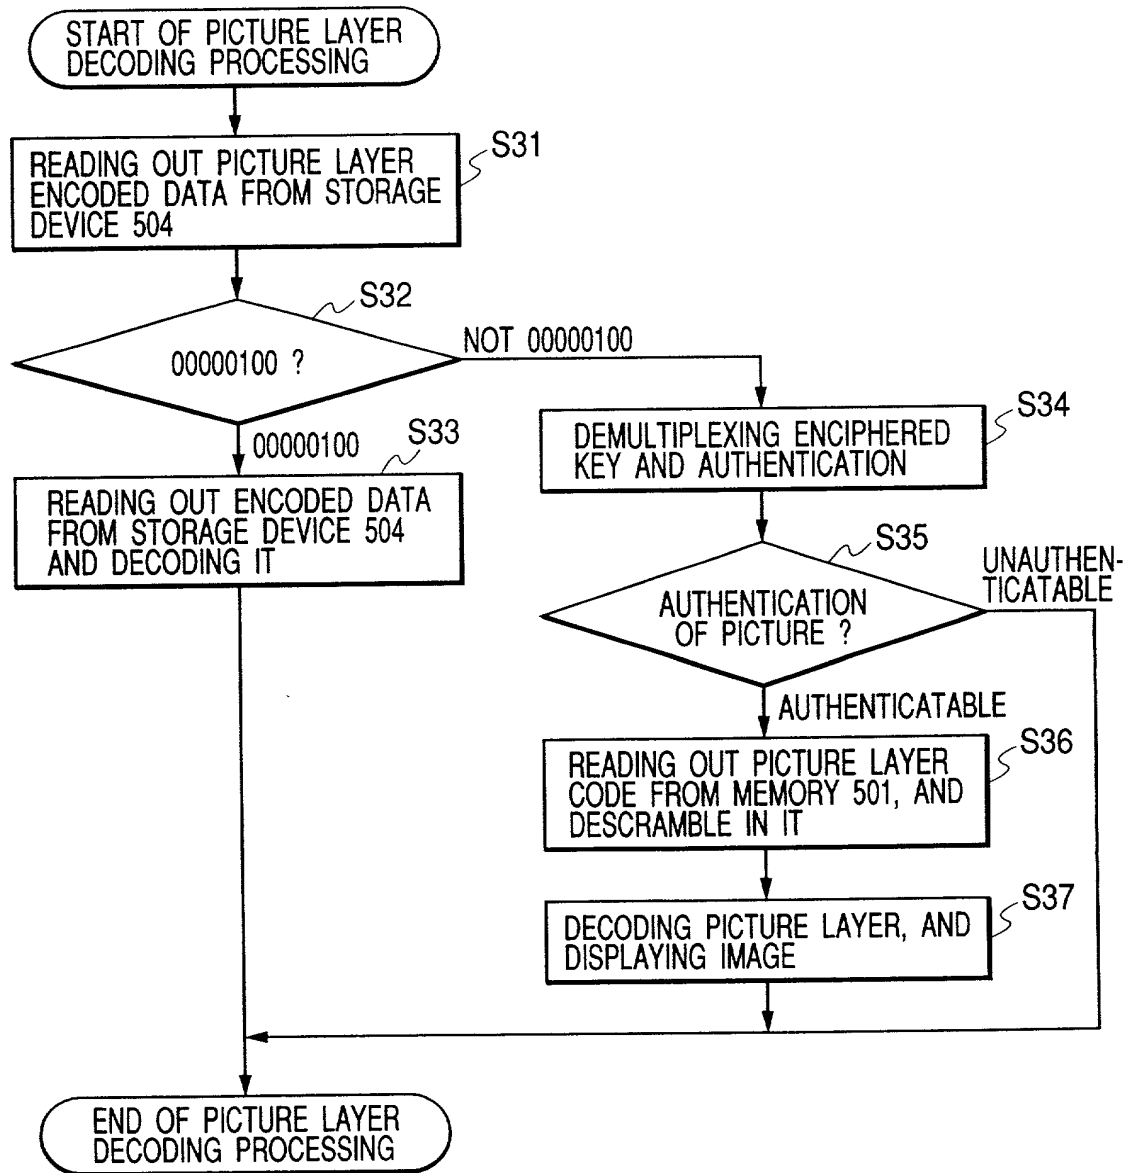 START OF PICTURE LAYER
DECODING PROCESSING
S31
READING OUT PICTURE LAYER
ENCODED DATA FROM STORAGE
DEVICE 504
S32
00000100 ?
NOT 00000100
00000100
S33
READING OUT ENCODED DATA
FROM STORAGE DEVICE 504
AND DECODING IT
S34
DEMULTIPLEXING ENCIPHERED
KEY AND AUTHENTICATION
S35
AUTHENTICATION
OF PICTURE ?
UNAUTHEN-
TICATABLE
AUTHENTICATABLE
S36
READING OUT PICTURE LAYER
CODE FROM MEMORY 501, AND
DESCRAMBLE IN IT
S37
DECODING PICTURE LAYER, AND
DISPLAYING IMAGE
END OF PICTURE LAYER
DECODING PROCESSING